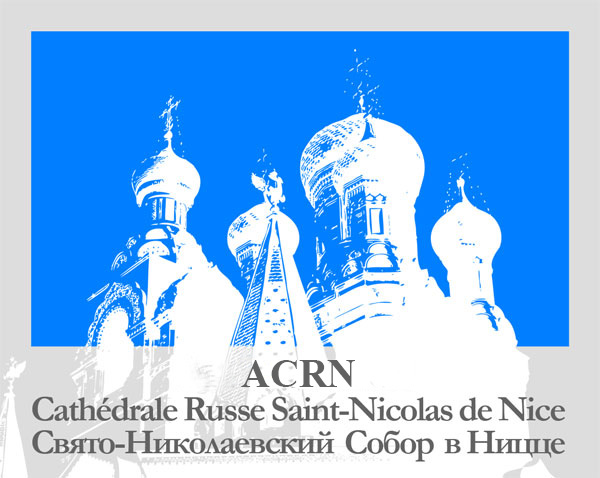 ACRN
Cathédrale Russe Saint-Nicolas de Nice
Свято-Николаевский Собор в Ницце